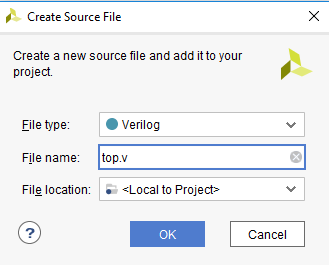 Create Source File
Create a new source file and add it to your
project.
File type: Verilog
File name: top.v
File location: <Local to Project>
? OK Cancel